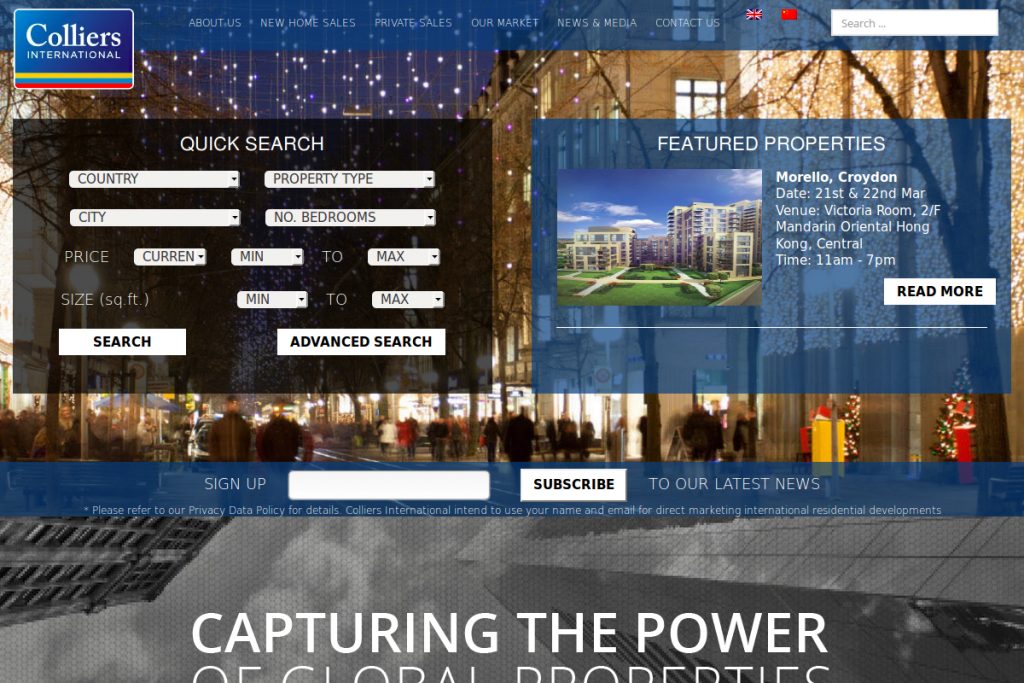 Colliers
INTERNATIONAL
ABOUT US
NEW HOME SALES
PRIVATE SALES
OUR MARKET
NEWS & MEDIA
CONTACT US
Search ...
QUICK SEARCH
COUNTRY
PROPERTY TYPE
CITY
NO. BEDROOMS
PRICE
CURREN
MIN
TO
MAX
SIZE (sq.ft.)
MIN
TO
MAX
SEARCH
ADVANCED SEARCH
FEATURED PROPERTIES
Morello, Croydon
Date: 21st & 22nd Mar
Venue: Victoria Room, 2/F
Mandarin Oriental Hong
Kong, Central
Time: 11am - 7pm
READ MORE
SIGN UP
SUBSCRIBE
TO OUR LATEST NEWS
* Please refer to our Privacy Data Policy for details. Colliers International intend to use your name and email for direct marketing international residential developments
CAPTURING THE POWER
OF GLOBAL PROPERTIES